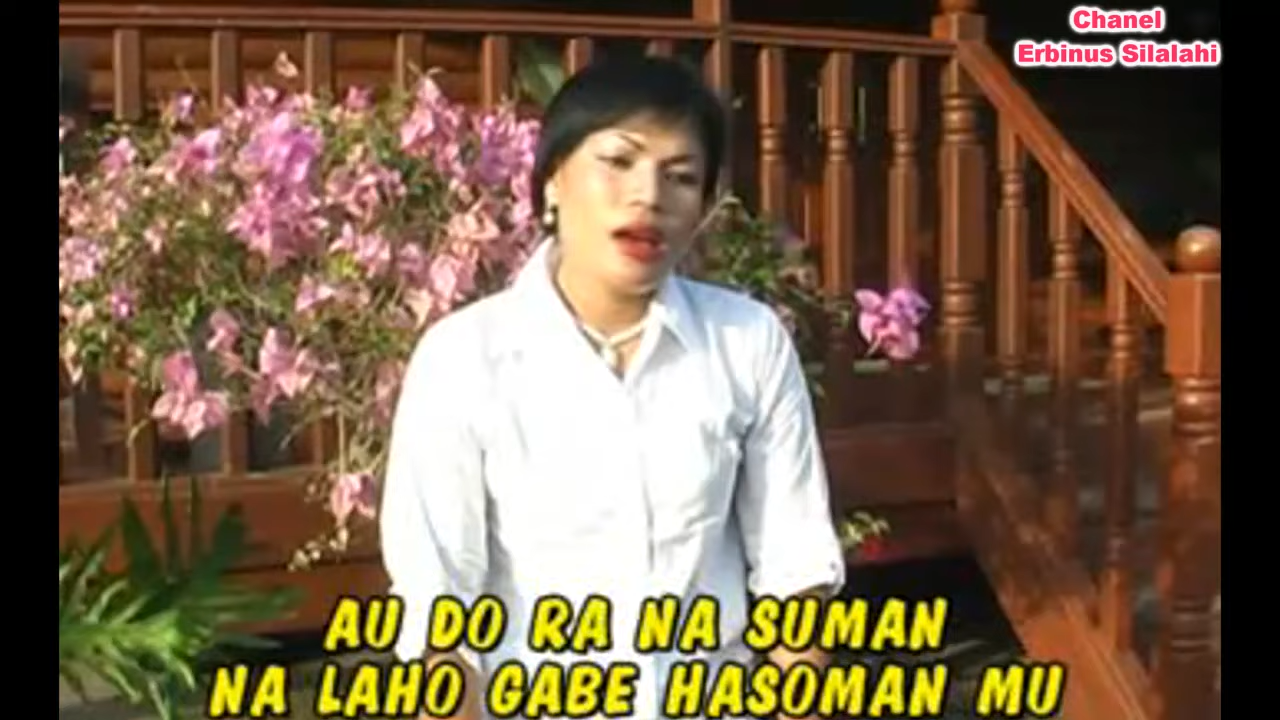 Chanel
Erbinus Silalahi
AU DO RA NA SUMAN
NA LAHO GABE HASOMAN MU